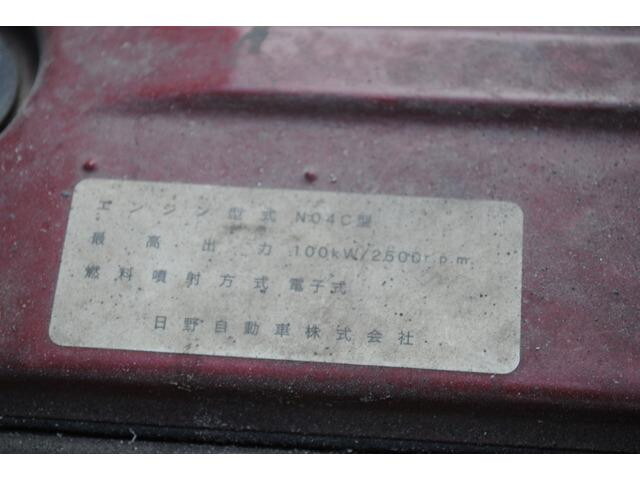 エンジン型式 N04C型
最高出力 100kW/2500r.p.m.
燃料噴射方式 電子式
日野自動車株式会社